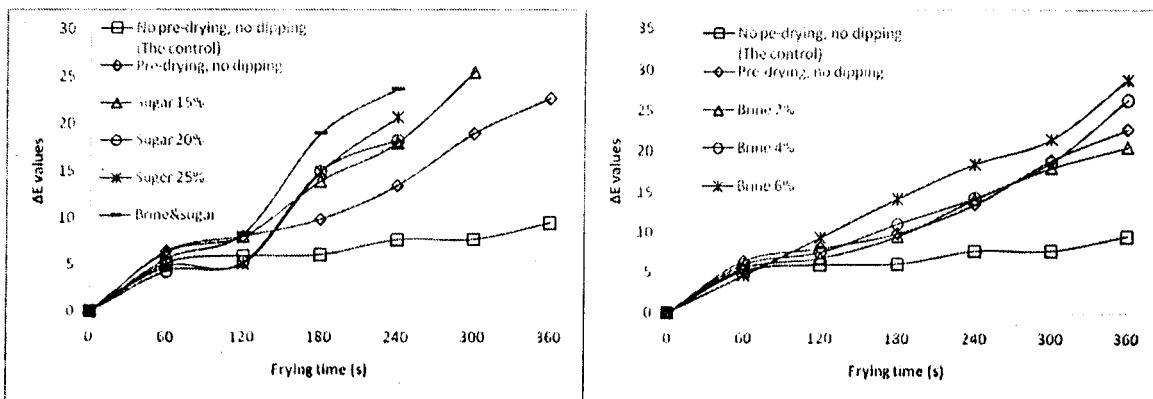 30
25
20
15
10
5
0
ΔE values
No pre-drying, no dipping
(The control)
Pre-drying, no dipping
Sugar 15%
Sugar 20%
Suger 25%
Brine&sugar
0 60 120 180 240 300 360
Frying time (s)
35
30
25
20
15
10
5
0
ΔE values
No pe-drying, no dipping
(The control)
Pre-drying, no dipping
Brine 2%
Brine 4%
Brine 6%
0 60 120 180 240 300 360
Frying time (s)